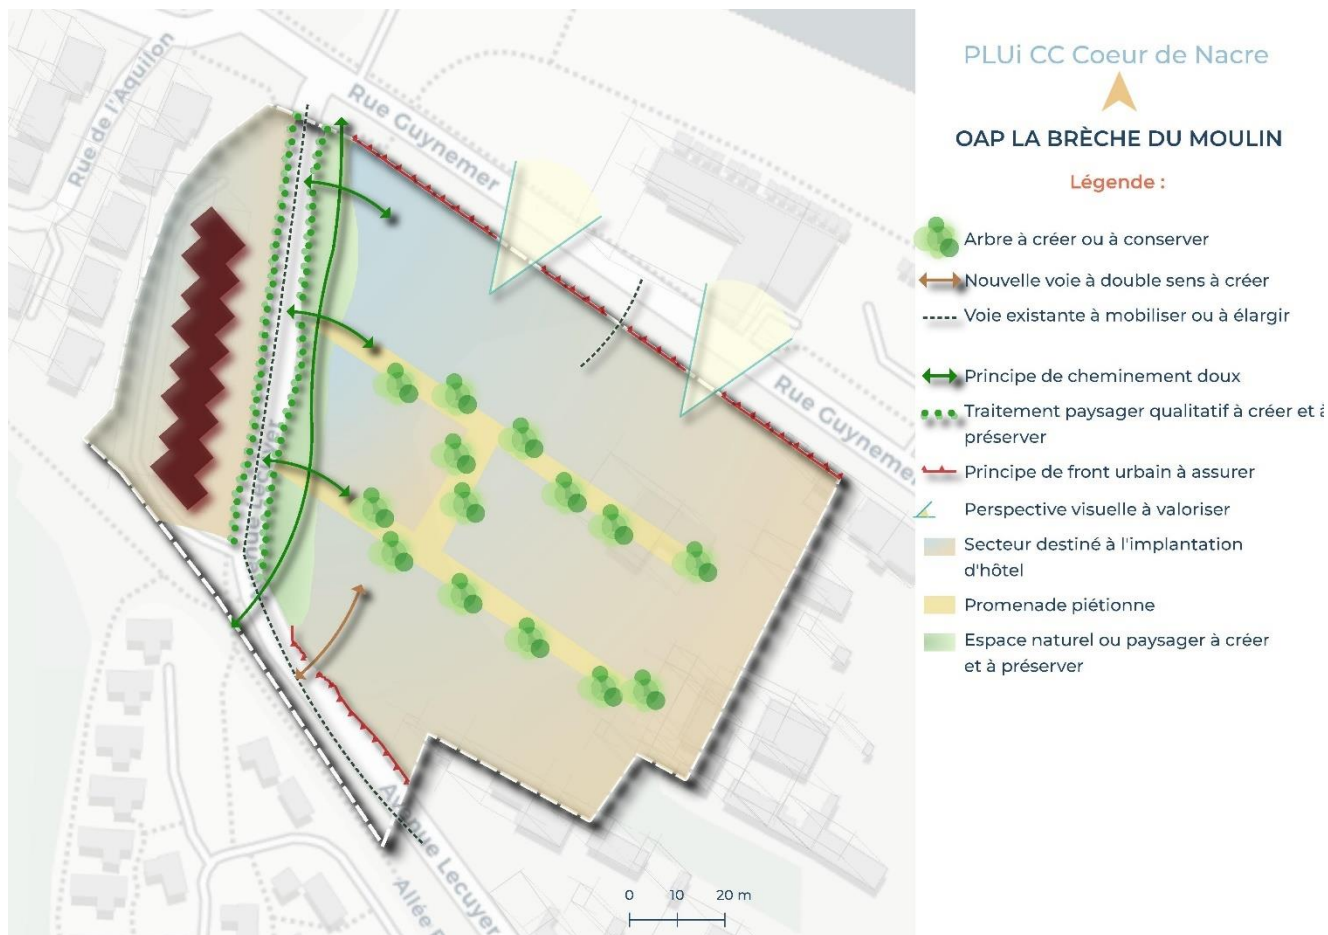 PLUi CC Coeur de Nacre
OAP LA BRÈCHE DU MOULIN
Légende :
Arbre à créer ou à conserver
Nouvelle voie à double sens à créer
Voie existante à mobiliser ou à élargir
Principe de cheminement doux
Traitement paysager qualitatif à créer et à
préserver
Principe de front urbain à assurer
Perspective visuelle à valoriser
Secteur destiné à l'implantation
d'hôtel
Promenade piétionne
Espace naturel ou paysager à créer
et à préserver
Rue de l'Aquilon
Rue Guynemer
Rue Guyneme
Lecuyer
Avenue Lecuyer
Allée
0 10 20 m